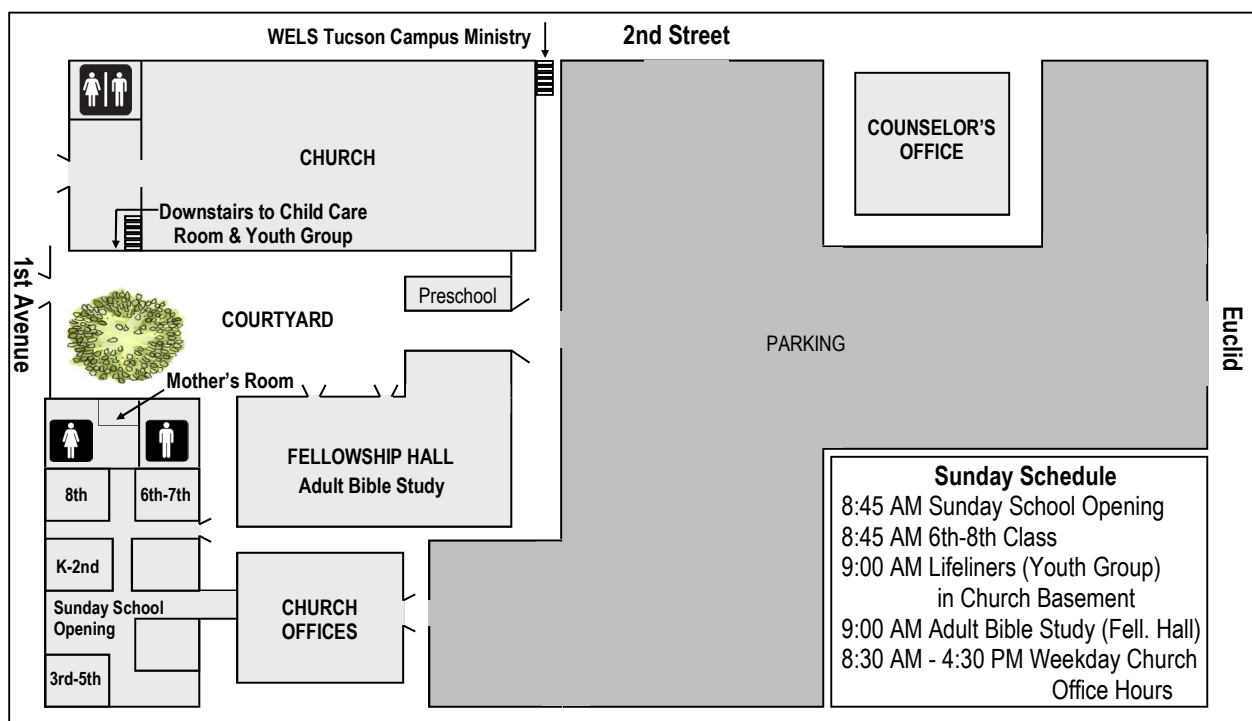 WELS Tucson Campus Ministry
2nd Street
CHURCH
COUNSELOR'S
OFFICE
Downstairs to Child Care
Room & Youth Group
1st Avenue
Preschool
COURTYARD
PARKING
Euclid
Mother's Room
FELLOWSHIP HALL
Adult Bible Study
8th
6th-7th
K-2nd
Sunday School
Opening
3rd-5th
CHURCH
OFFICES
Sunday Schedule
8:45 AM Sunday School Opening
8:45 AM 6th-8th Class
9:00 AM Lifeliners (Youth Group)
in Church Basement
9:00 AM Adult Bible Study (Fell. Hall)
8:30 AM - 4:30 PM Weekday Church
Office Hours